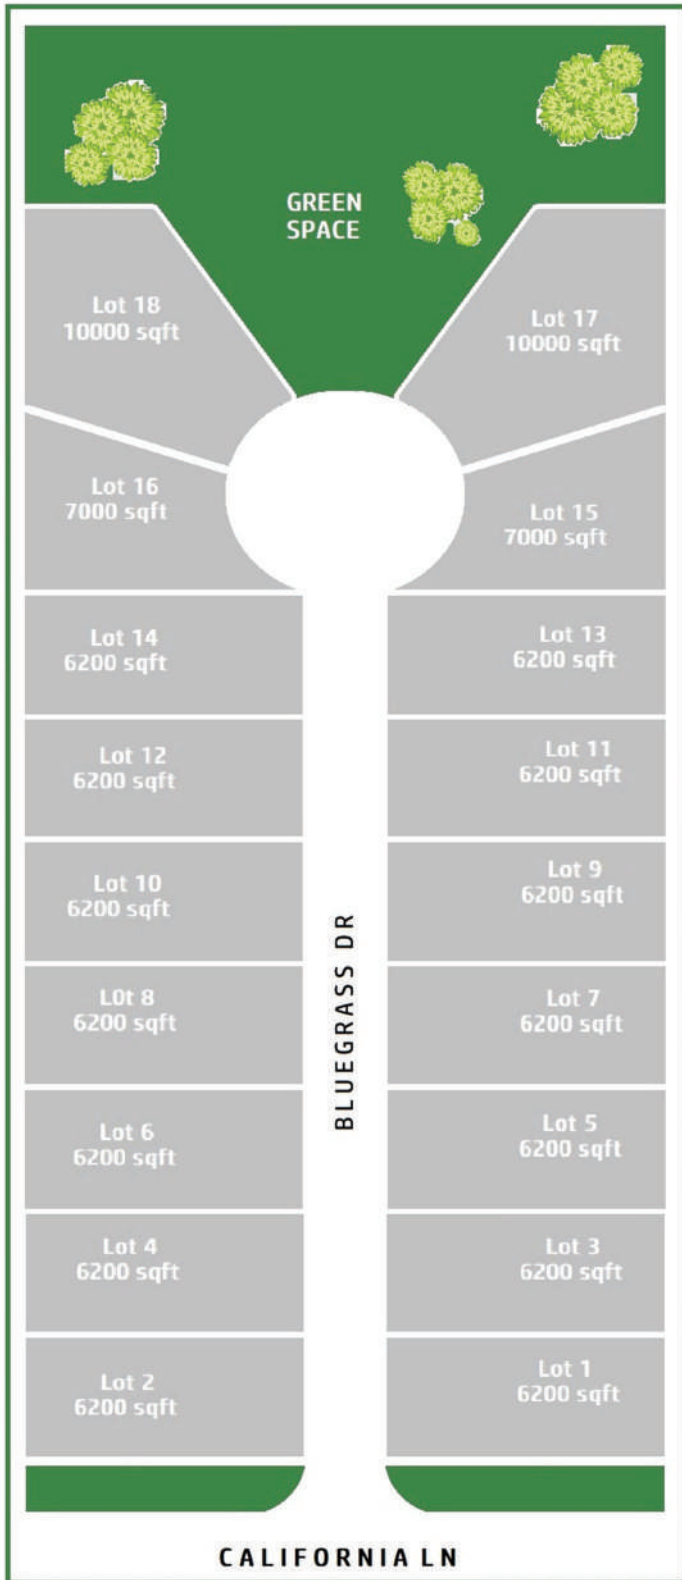 GREEN
SPACE
Lot 18
10000 sqft
Lot 17
10000 sqft
Lot 16
7000 sqft
Lot 15
7000 sqft
Lot 14
6200 sqft
Lot 13
6200 sqft
Lot 12
6200 sqft
Lot 11
6200 sqft
Lot 10
6200 sqft
Lot 9
6200 sqft
L0t 8
6200 sqft
Lot 7
6200 sqft
BLUEGRASS DR
Lot 6
6200 sqft
Lot 5
6200 sqft
Lot 4
6200 sqft
Lot 3
6200 sqft
Lot 2
6200 sqft
Lot 1
6200 sqft
CALIFORNIA LN